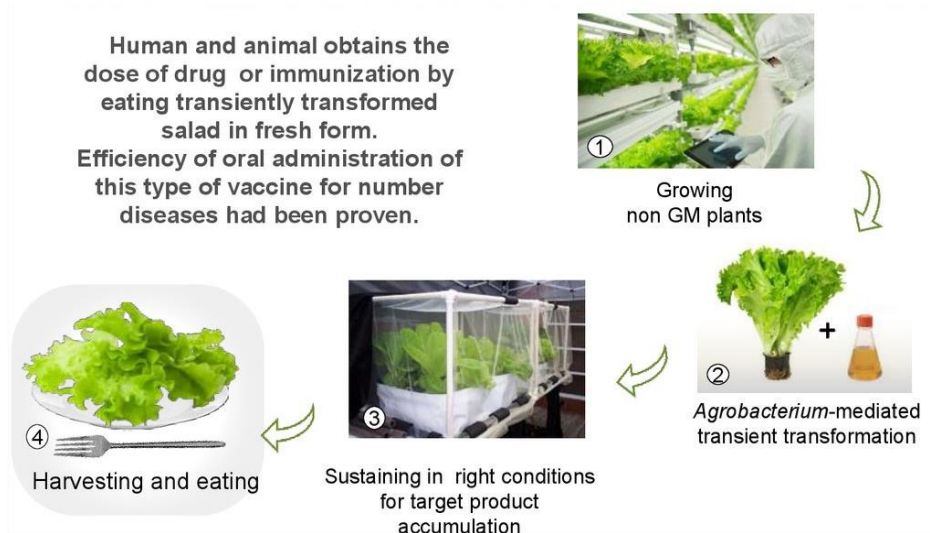 Human and animal obtains the
dose of drug or immunization by
eating transiently transformed
salad in fresh form.
Efficiency of oral administration of
this type of vaccine for number
diseases had been proven.
1
Growing
non GM plants
+
2
Agrobacterium-mediated
transient transformation
3
Sustaining in right conditions
for target product
accumulation
4
Harvesting and eating